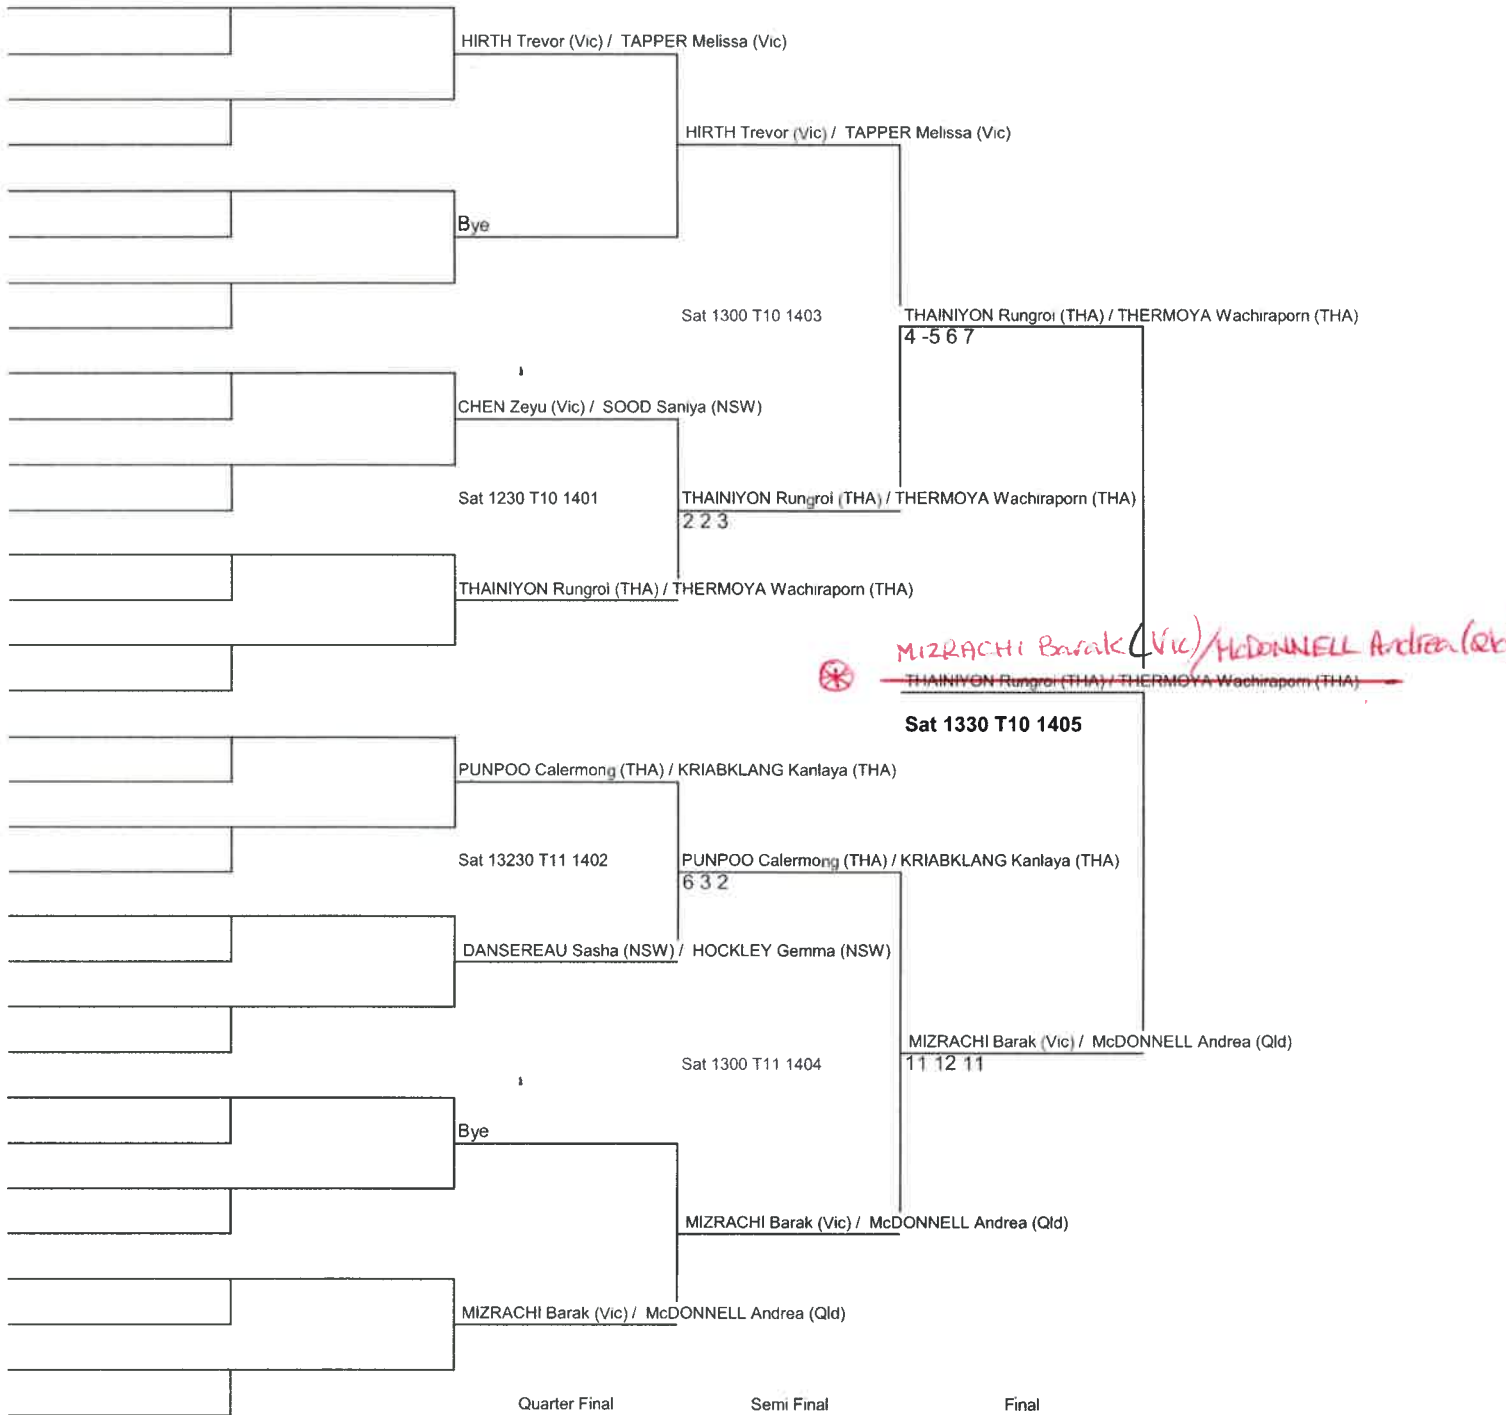 HIRTH Trevor (Vic) / TAPPER Melissa (Vic)
HIRTH Trevor (Vic) / TAPPER Melissa (Vic)
Bye
Sat 1300 T10 1403
THAINIYON Rungroi (THA) / THERMOYA Wachiraporn (THA)
4 -5 6 7
CHEN Zeyu (Vic) / SOOD Saniya (NSW)
Sat 1230 T10 1401
THAINIYON Rungroi (THA) / THERMOYA Wachiraporn (THA)
2 2 3
THAINIYON Rungroi (THA) / THERMOYA Wachiraporn (THA)
MIZRACHI Barak (Vic) / McDONNELL Andrea (Qld
THAINIYON Rungroi (THA) / THERMOYA Wachiraporn (THA)
Sat 1330 T10 1405
PUNPOO Calermong (THA) / KRIABKLANG Kanlaya (THA)
Sat 13230 T11 1402
PUNPOO Calermong (THA) / KRIABKLANG Kanlaya (THA)
6 3 2
DANSEREAU Sasha (NSW) / HOCKLEY Gemma (NSW)
MIZRACHI Barak (Vic) / McDONNELL Andrea (Qld)
Sat 1300 T11 1404
11 12 11
Bye
MIZRACHI Barak (Vic) / McDONNELL Andrea (Qld)
MIZRACHI Barak (Vic) / McDONNELL Andrea (Qld)
Quarter Final
Semi Final
Final